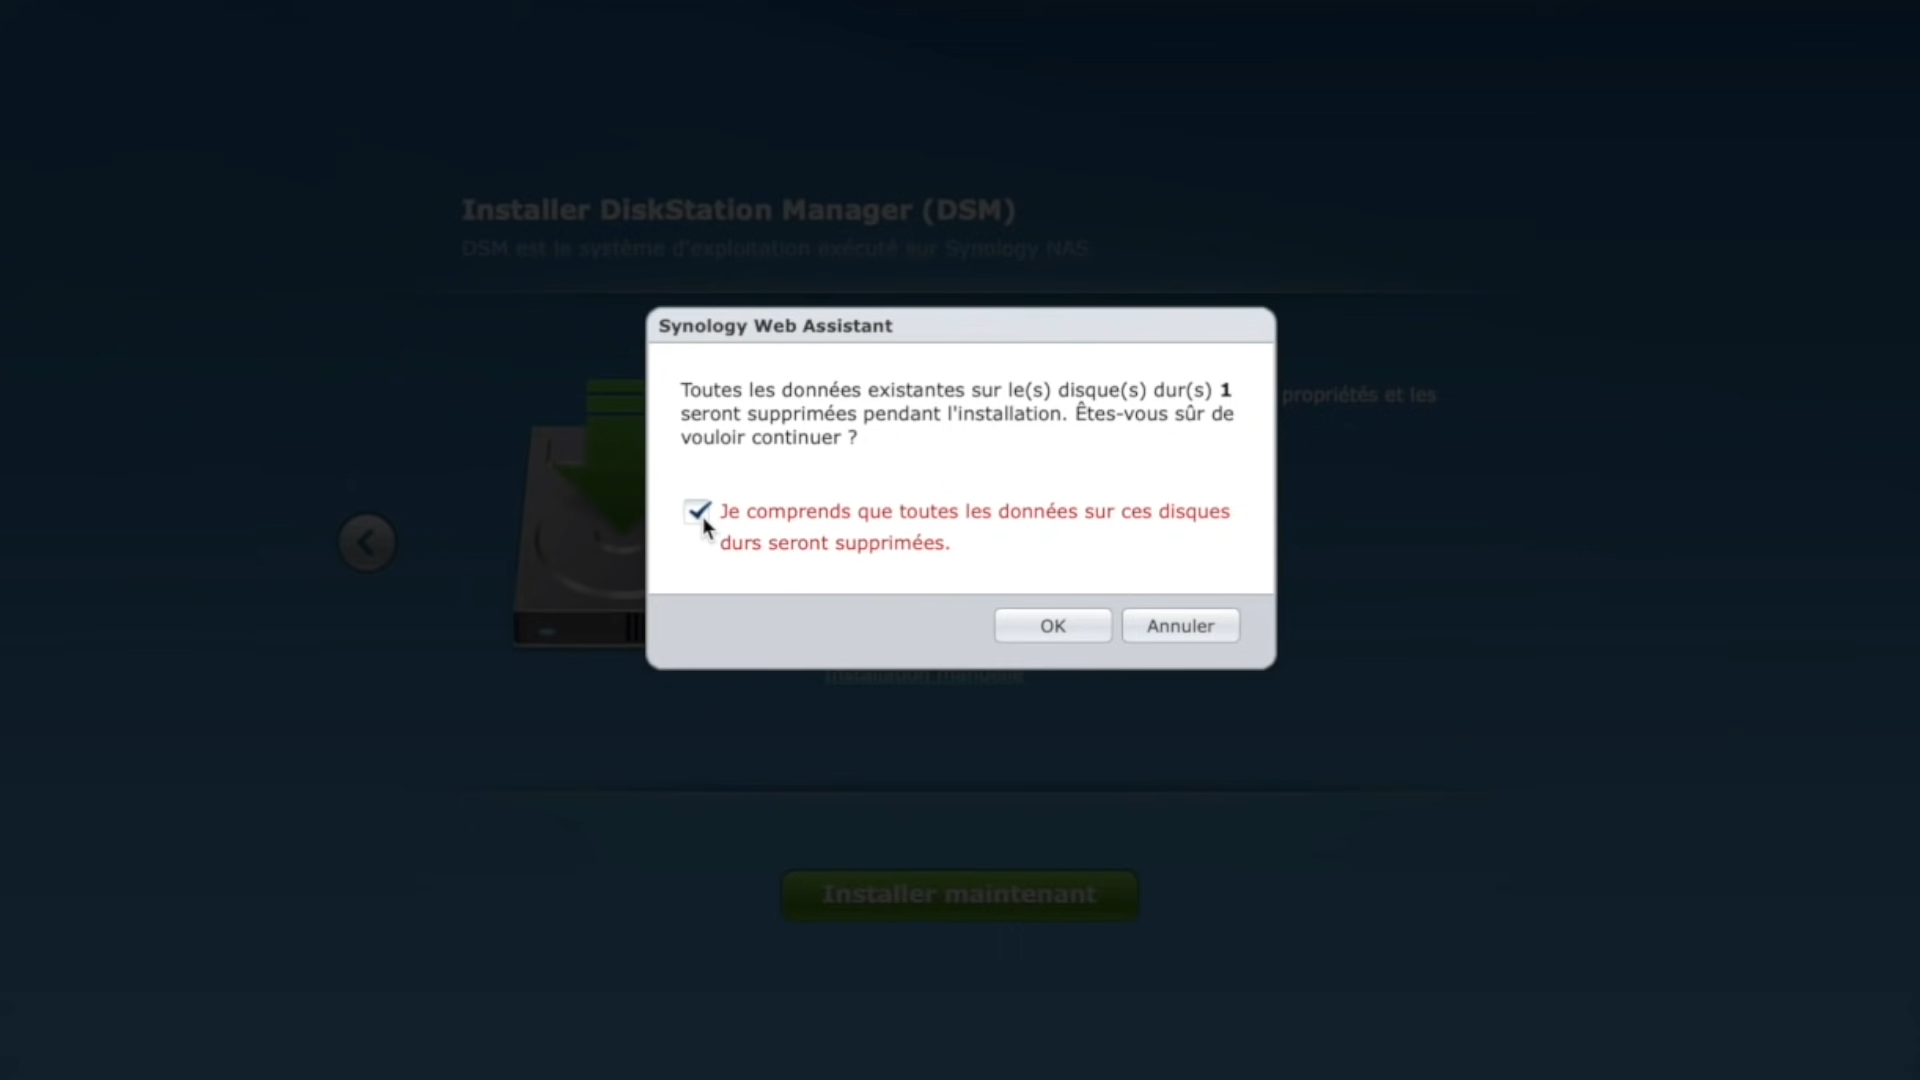 Installer DiskStation Manager (DSM)
DSM est le système d'exploitation exécuté sur Synology NAS
Synology Web Assistant
Toutes les données existantes sur le(s) disque(s) dur(s) 1
seront supprimées pendant l'installation. Êtes-vous sûr de
vouloir continuer ?
propriétés et les
Je comprends que toutes les données sur ces disques
durs seront supprimées.
OK
Annuler
Installation manuelle
Installer maintenant